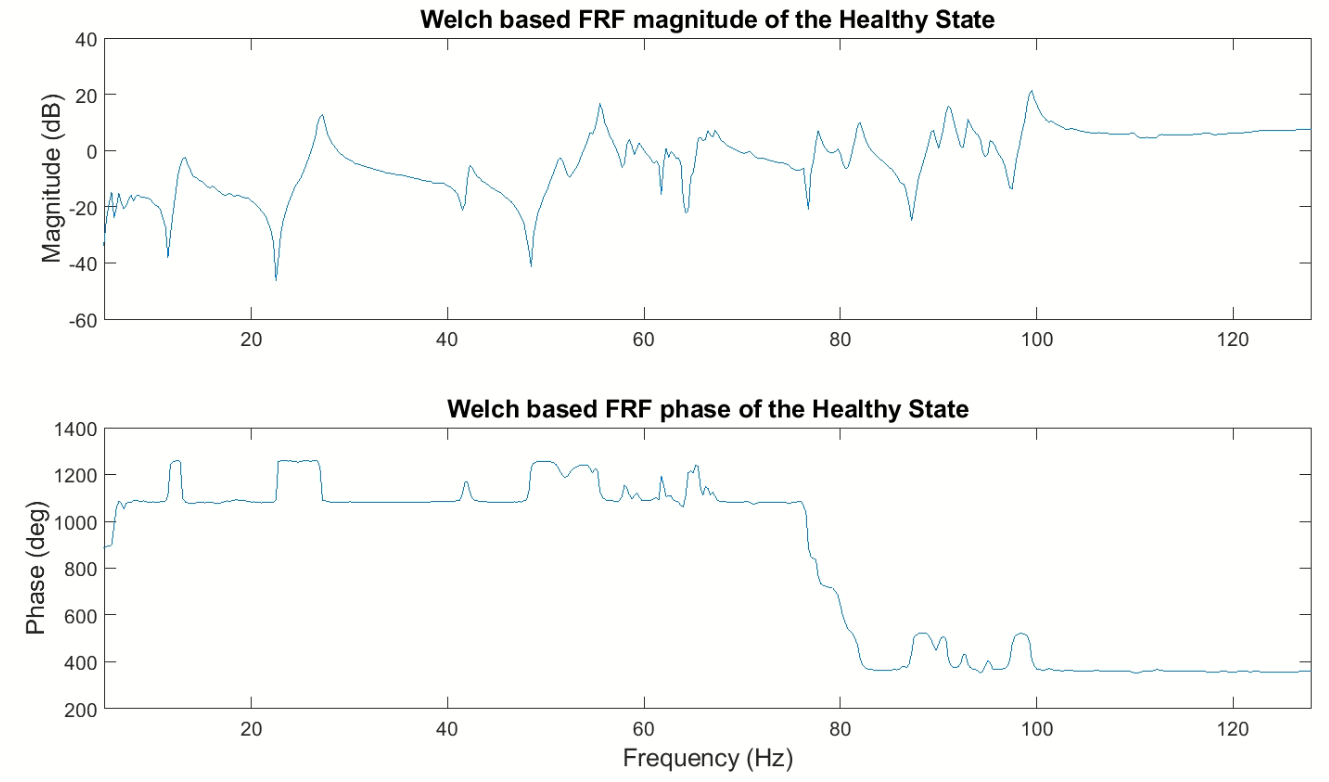 Welch based FRF magnitude of the Healthy State
Magnitude (dB)
40
20
0
-20
-40
-60
20 40 60 80 100 120
Welch based FRF phase of the Healthy State
Phase (deg)
1400
1200
1000
800
600
400
200
20 40 60 80 100 120
Frequency (Hz)